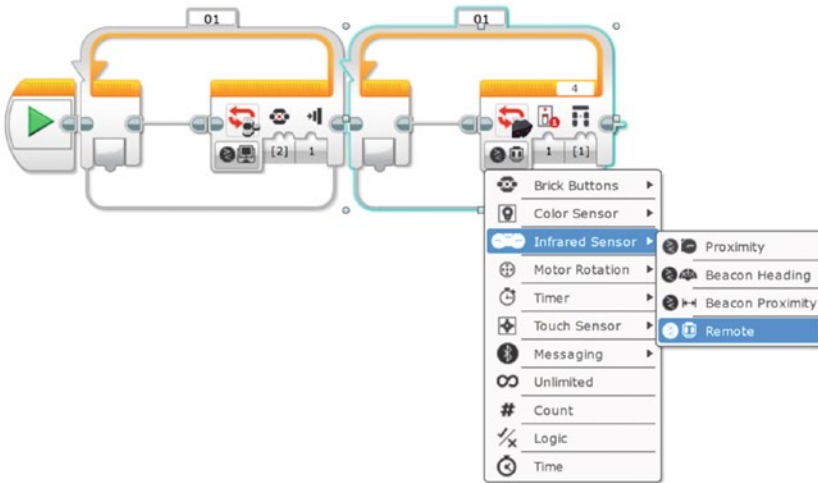 01
01
4
[2] 1
1 [1]
Brick Buttons
Color Sensor
Infrared Sensor
Proximity
Motor Rotation
Beacon Heading
Timer
Beacon Proximity
Touch Sensor
Remote
Messaging
Unlimited
# Count
Logic
Time